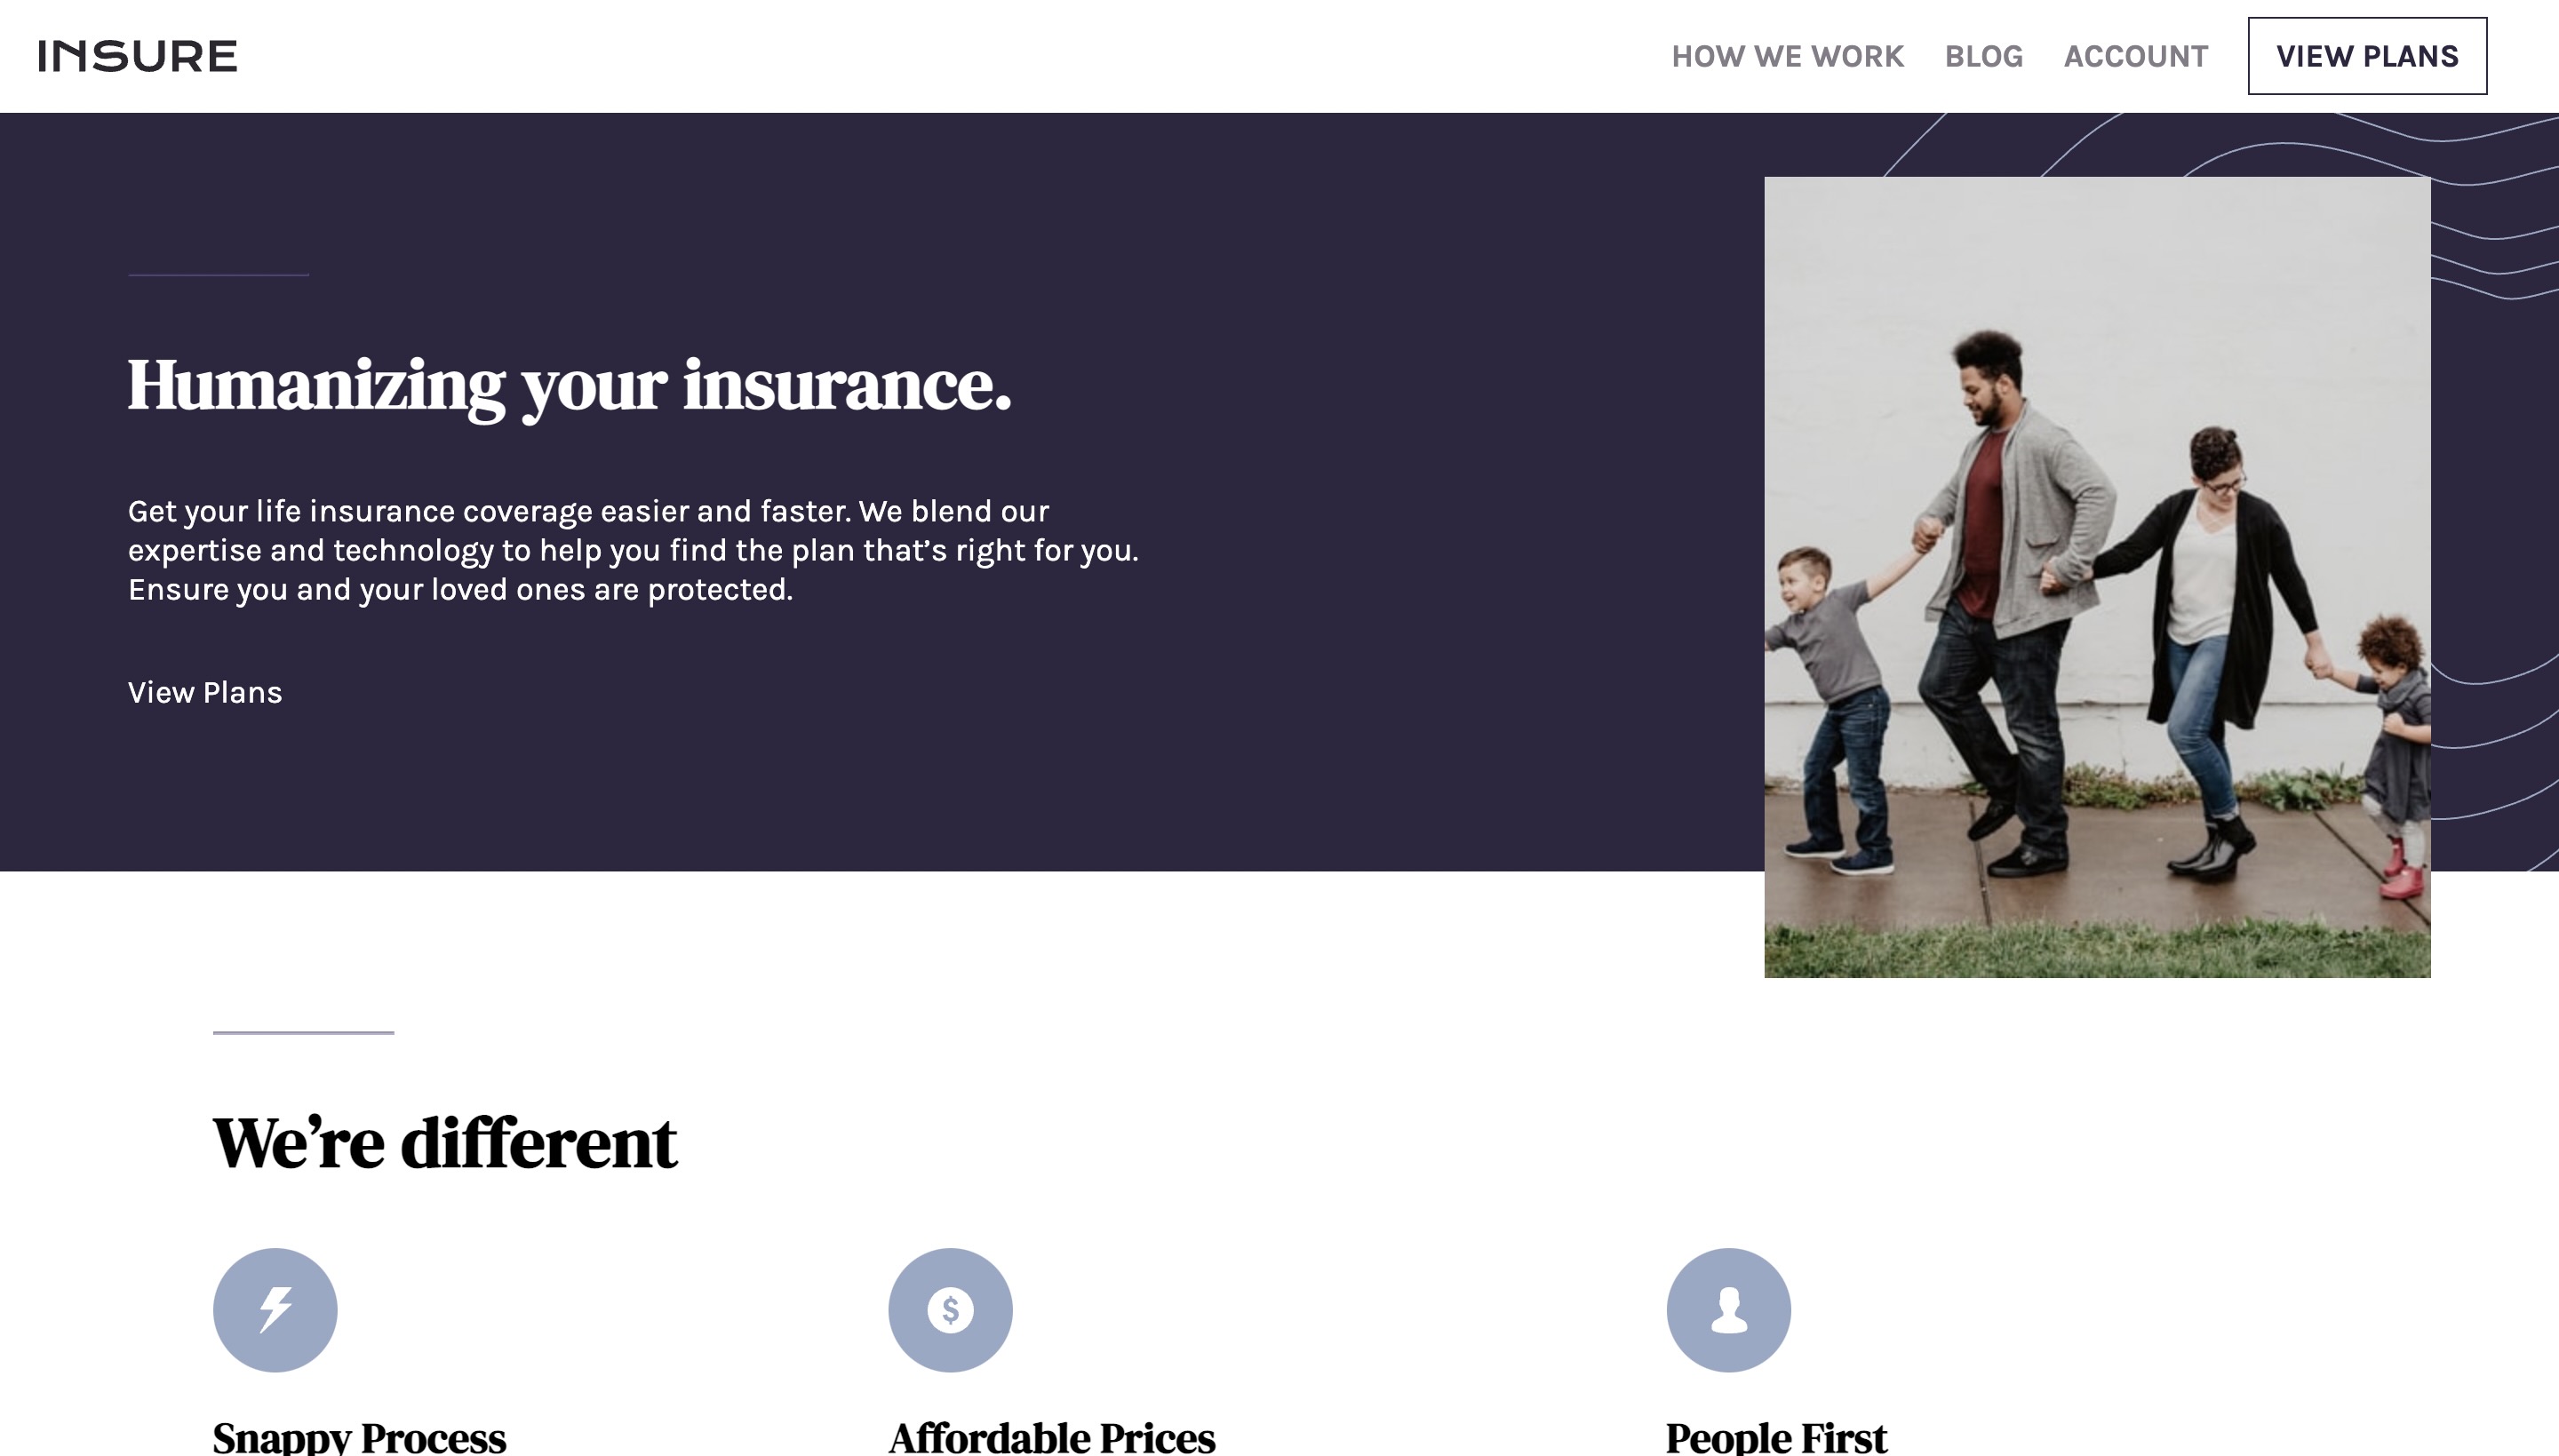 INSURE
HOW WE WORK
BLOG
ACCOUNT
VIEW PLANS
Humanizing your insurance.
Get your life insurance coverage easier and faster. We blend our
expertise and technology to help you find the plan that’s right for you.
Ensure you and your loved ones are protected.
View Plans
We’re different
$
Snappy Process
Affordable Prices
People First